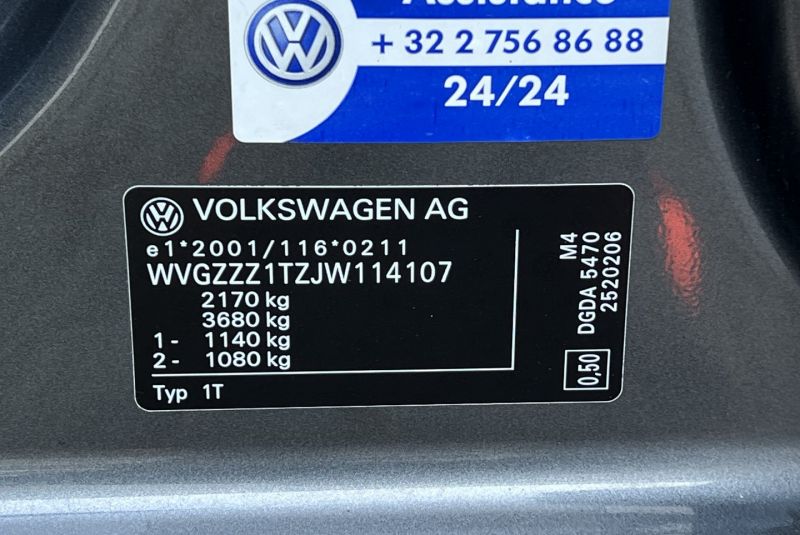 Assistance
+ 32 2 756 86 88
24/24
VOLKSWAGEN AG
e1*2001/116*0211
WVGZZZ1TZJW114107
2170 kg
3680 kg
1- 1140 kg
2- 1080 kg
Typ 1T
M4
DGDA 5470
2520206
0,50